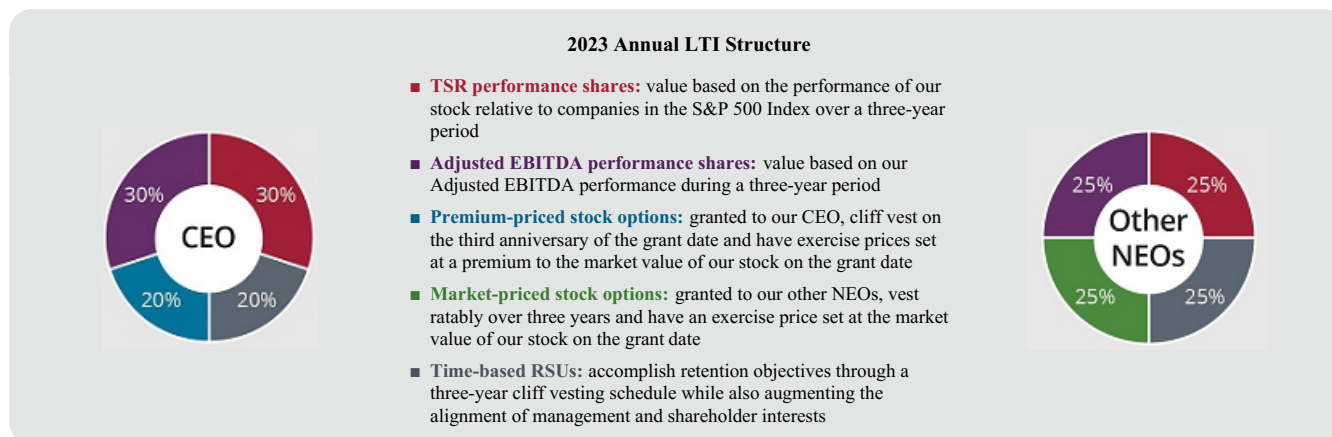 2023 Annual LTI Structure
30%
30%
CEO
20%
20%
■ TSR performance shares: value based on the performance of our
stock relative to companies in the S&P 500 Index over a three-year
period
■ Adjusted EBITDA performance shares: value based on our
Adjusted EBITDA performance during a three-year period
■ Premium-priced stock options: granted to our CEO, cliff vest on
the third anniversary of the grant date and have exercise prices set
at a premium to the market value of our stock on the grant date
■ Market-priced stock options: granted to our other NEOs, vest
ratably over three years and have an exercise price set at the market
value of our stock on the grant date
■ Time-based RSUs: accomplish retention objectives through a
three-year cliff vesting schedule while also augmenting the
alignment of management and shareholder interests
25%
25%
Other
NEOs
25%
25%